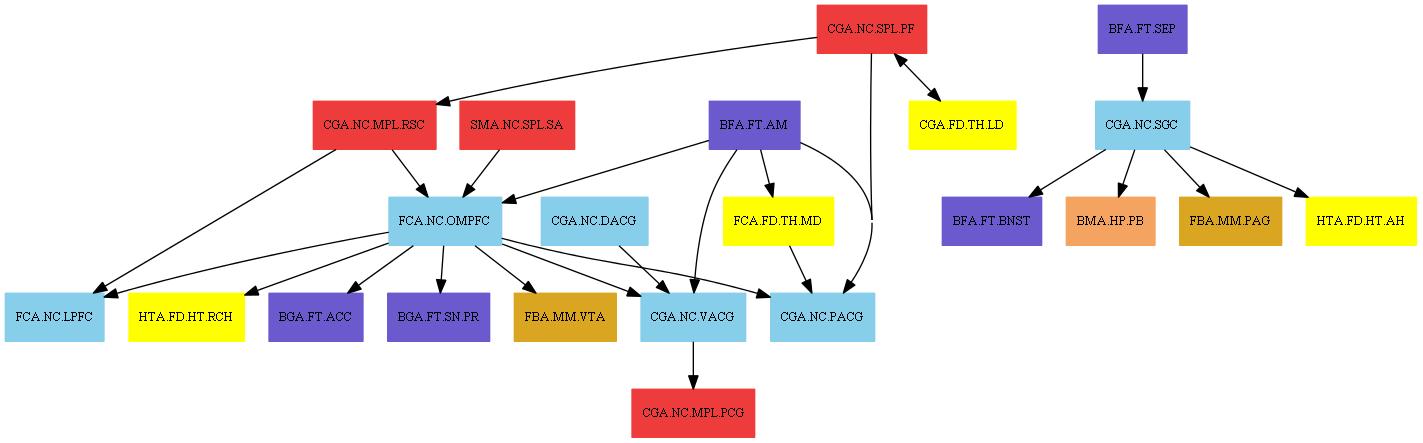 CGA.NC.SPL.PF
BFA.FT.SEP
CGA.NC.MPL.RSC
SMA.NC.SPL.SA
BFA.FT.AM
CGA.FD.TH.LD
CGA.NC.SGC
FCA.NC.OMPFC
CGA.NC.DACG
FCA.FD.TH.MD
BFA.FT.BNST
BMA.HP.PB
FBA.MM.PAG
HTA.FD.HT.AH
FCA.NC.LPFC
HTA.FD.HT.RCH
BGA.FT.ACC
BGA.FT.SN.PR
FBA.MM.VTA
CGA.NC.VACG
CGA.NC.PACG
CGA.NC.MPL.PCG